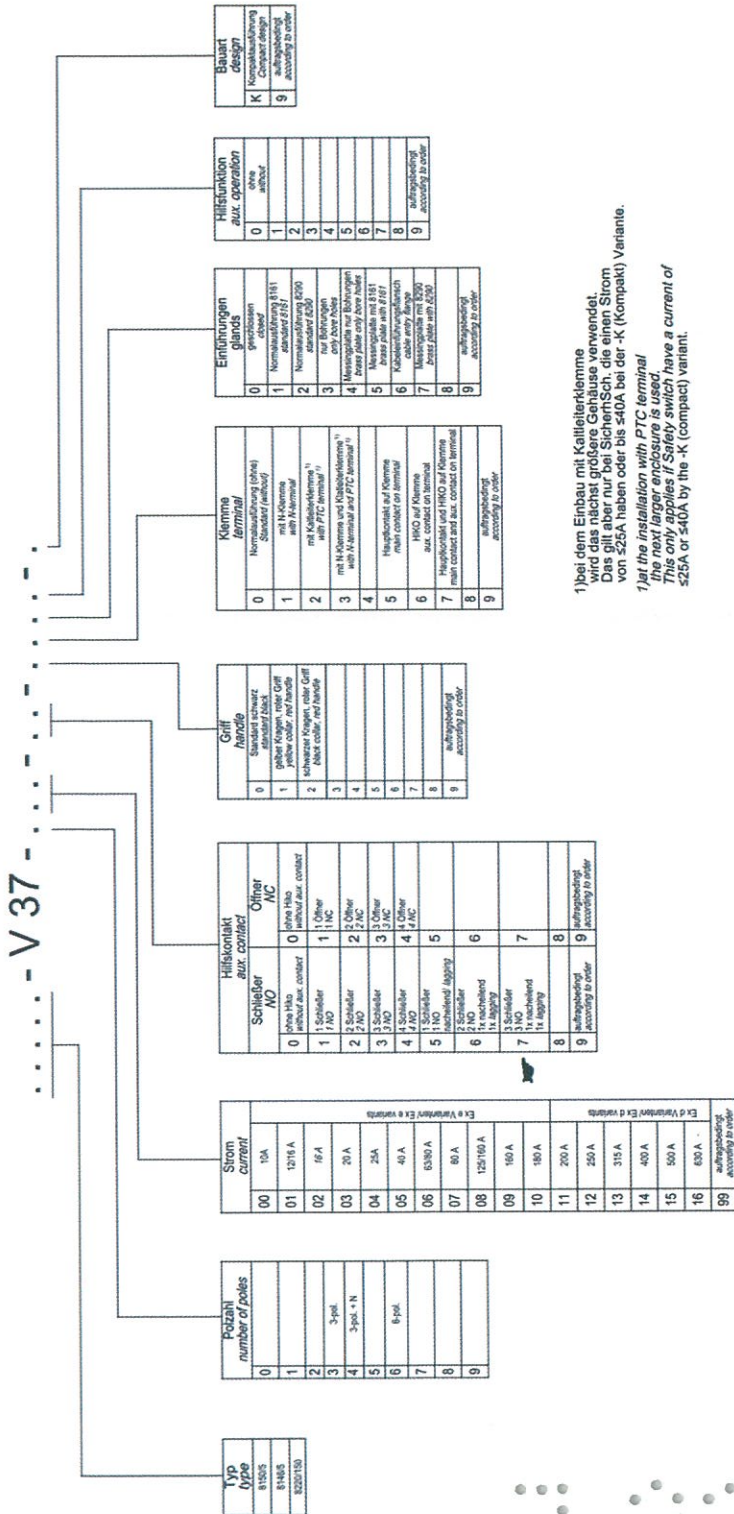 . . . . . - V 37 - . . . - . . - . . . . - .
Typ
type
8150/5
8146/5
8220/150
Polzahl
number of poles
0
1
2
3 3-pol.
4 3-pol. + N
5
6 6-pol.
7
8
9
Strom
current
00 10A
01 12/16 A
02 16 A
03 20 A
04 25A
05 40 A
06 63/80 A
07 80 A
08 125/160 A
09 160 A
10 180 A
11 200 A
12 250 A
13 315 A
14 400 A
15 500 A
16 630 A
99 auftragsbedingt
according to order
Ex e Varianten/ Ex e variants
Ex d Varianten/ Ex d variants
Hilfskontakt
aux. contact
Schließer
NO
0 ohne Hiko
without aux. contact
1 1 Schließer
1 NO
2 2 Schließer
2 NO
3 3 Schließer
3 NO
4 4 Schließer
4 NO
5 1 Schließer
1 NO
nacheilend/ lagging
6 2 Schließer
2 NO
1x nacheilend
1x lagging
7 3 Schließer
3 NO
1x nacheilend
1x lagging
8
9 auftragsbedingt
according to order
Öffner
NC
0 ohne Hiko
without aux. contact
1 1 Öffner
1 NC
2 2 Öffner
2 NC
3 3 Öffner
3 NC
4 4 Öffner
4 NC
5
6
7
8
9 auftragsbedingt
according to order
Griff
handle
0 Standard schwarz
standard black
1 gelber Kragen, roter Griff
yellow collar, red handle
2 schwarzer Kragen, roter Griff
black collar, red handle
3
4
5
6
7
8
9 auftragsbedingt
according to order
Klemme
terminal
0 Normalausführung (ohne)
Standard (without)
1 mit N-Klemme
with N-terminal
2 mit Kaltleiterklemme 1)
with PTC terminal 1)
3 mit N-Klemme und Klatleiterklemme 1)
with N-terminal and PTC terminal 1)
4
5 Hauptkontakt auf Klemme
main contact on terminal
6 HIKO auf Klemme
aux. contact on terminal
7 Hauptkontakt und HIKO auf Klemme
main contact and aux. contact on terminal
8
9 auftragsbedingt
according to order
Einführungen
glands
0 geschlossen
closed
1 Normalausführung 8161
standard 8161
2 Normalausführung 8290
standard 8290
3 nur Bohrungen
only bore holes
4 Messingplatte nur Bohrungen
brass plate only bore holes
5 Messingplatte mit 8161
brass plate with 8161
6 Kabeleinführungsflansch
cable entry flange
7 Messingplatte mit 8290
brass plate with 8290
8
9 auftragsbedingt
according to order
Hilfsfunktion
aux. operation
0 ohne
without
1
2
3
4
5
6
7
8
9 auftragsbedingt
according to order
Bauart
design
K Kompaktausführung
Compact design
9 auftragsbedingt
according to order
1)bei dem Einbau mit Kaltleiterklemme
wird das nächst größere Gehäuse verwendet.
Das gilt aber nur bei SicherhSch. die einen Strom
von ≤25A haben oder bis ≤40A bei der -K (Kompakt) Variante.
1)at the installation with PTC terminal
the next larger enclosure is used.
This only applies if Safety switch have a current of
≤25A or ≤40A by the -K (compact) variant.